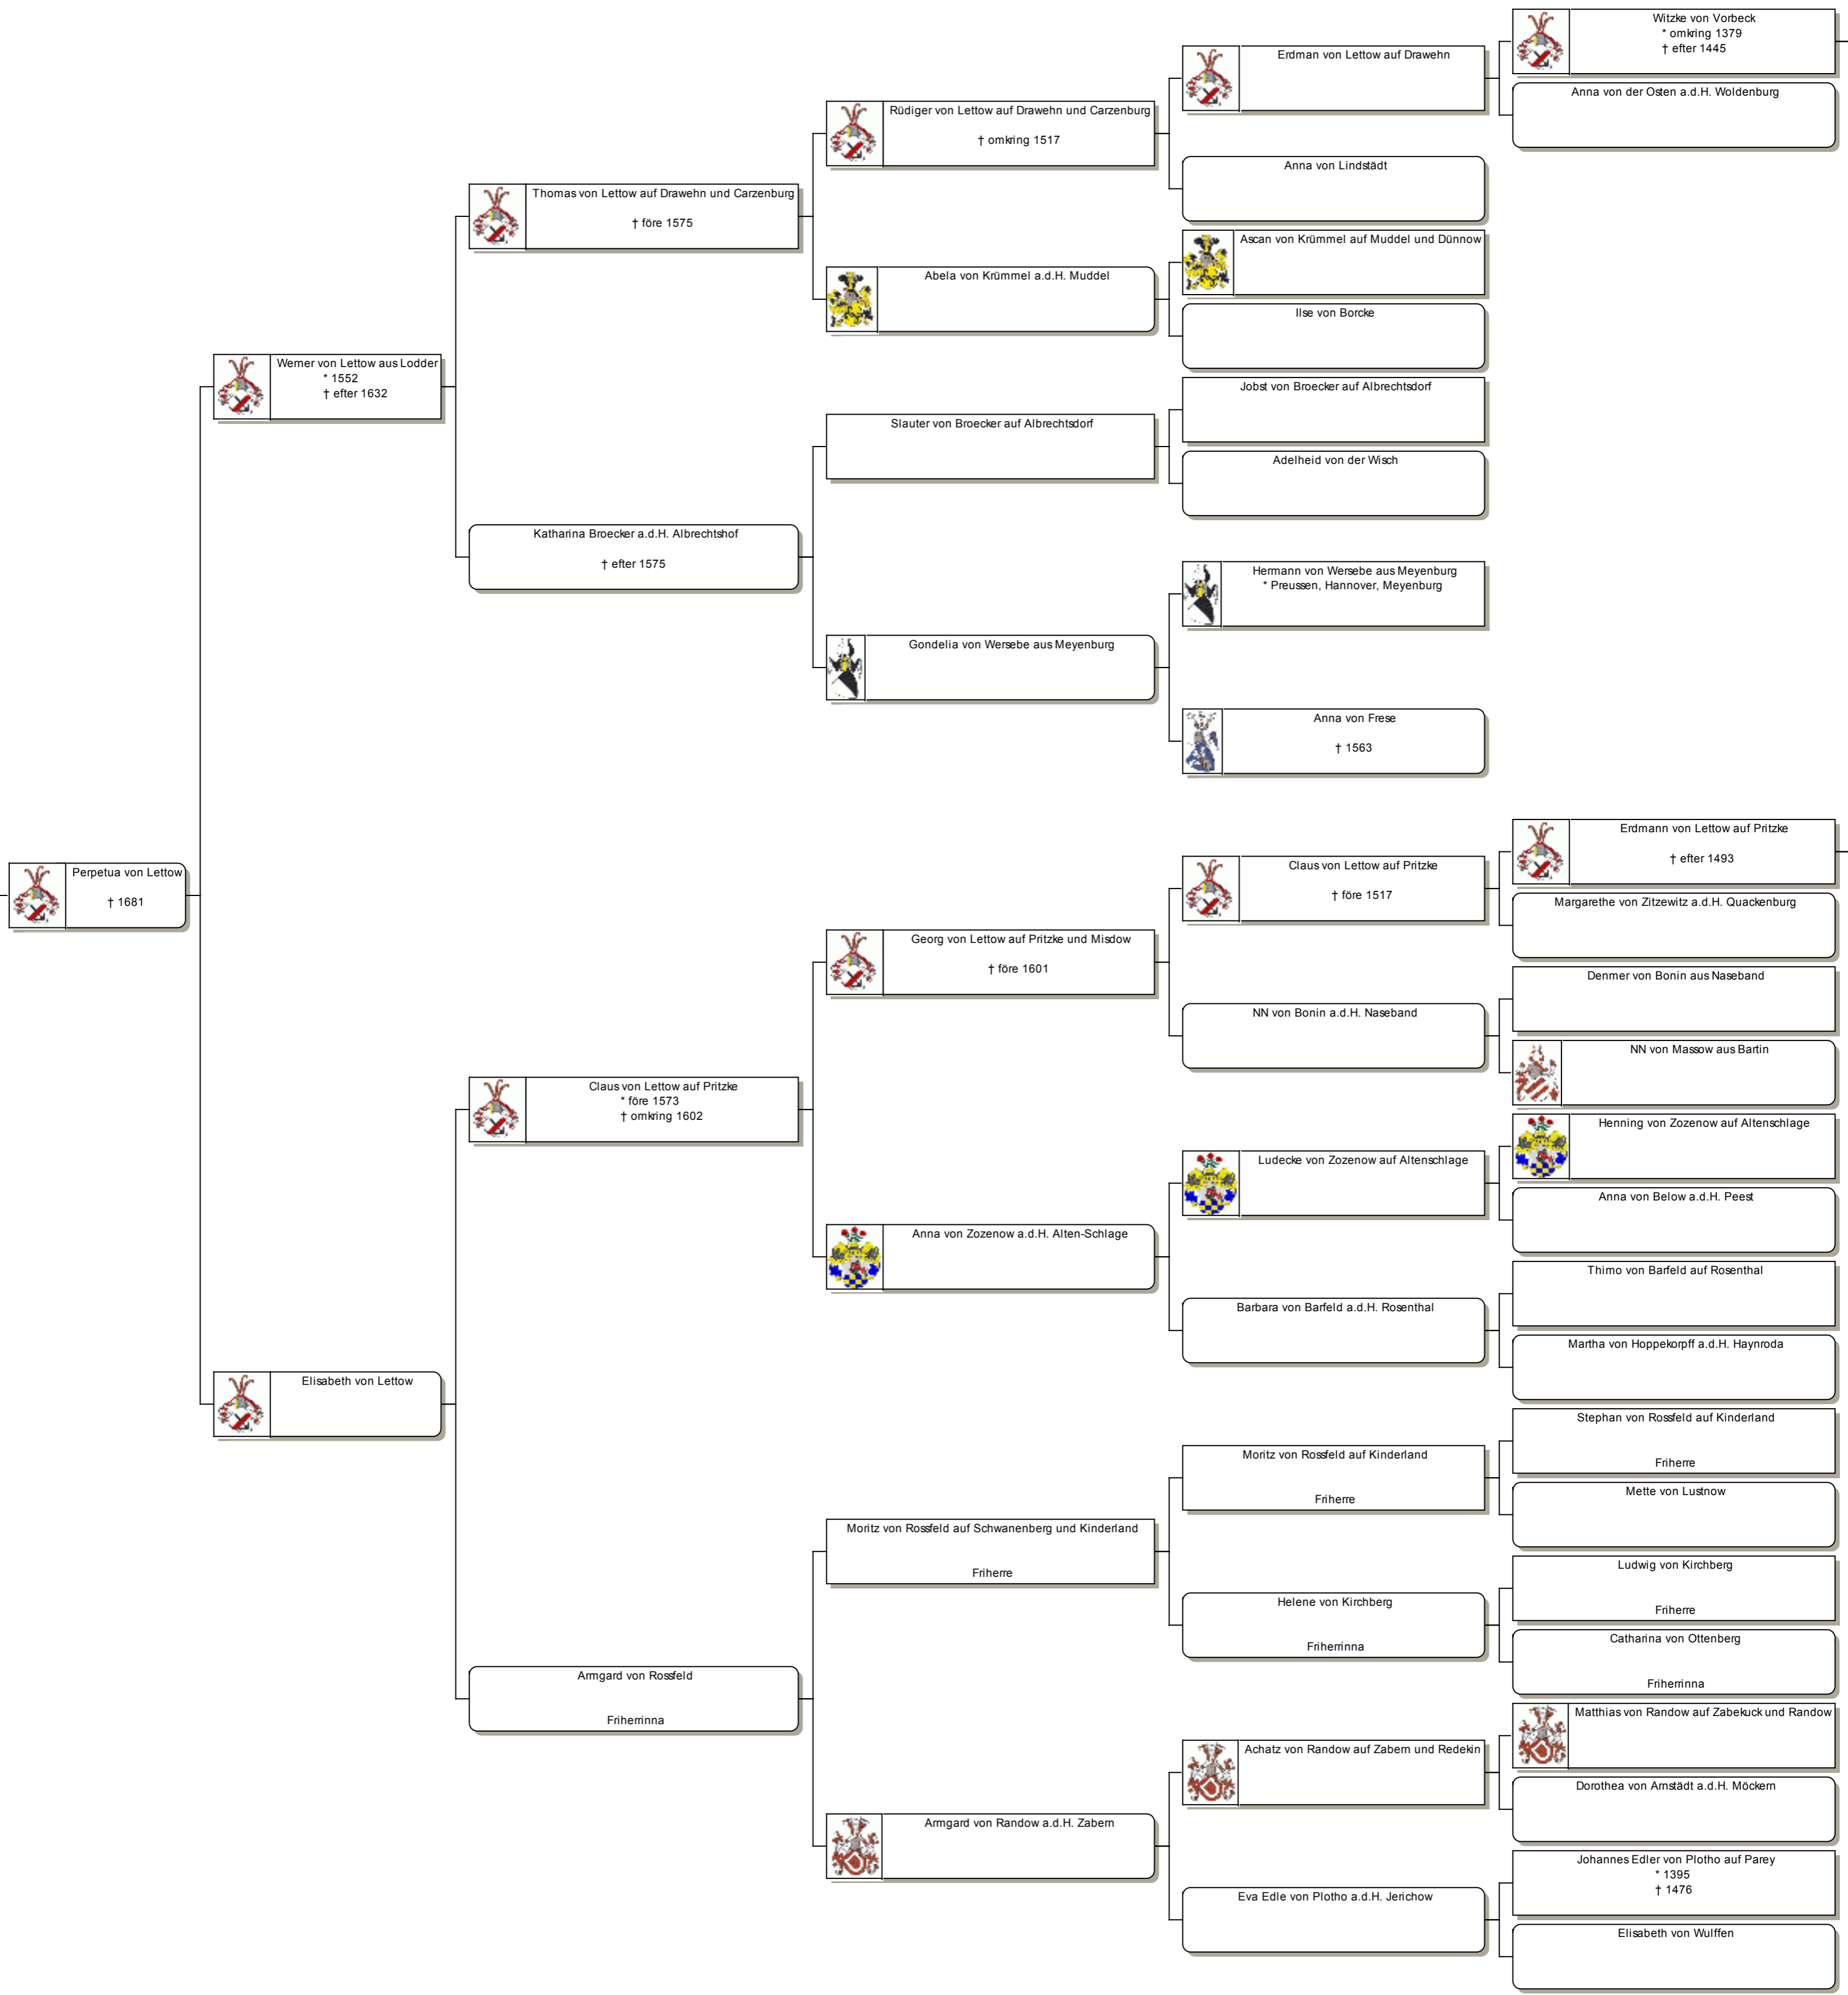 Perpetua von Lettow
† 1681
Werner von Lettow aus Lodder
* 1552
† efter 1632
Elisabeth von Lettow
Thomas von Lettow auf Drawehn und Carzenburg
† före 1575
Katharina Broecker a.d.H. Albrechtshof
† efter 1575
Claus von Lettow auf Pritzke
* före 1573
† omkring 1602
Armgard von Rossfeld
Friherrinna
Rüdiger von Lettow auf Drawehn und Carzenburg
† omkring 1517
Abela von Krümmel a.d.H. Muddel
Slauter von Broecker auf Albrechtsdorf
Gondelia von Wersebe aus Meyenburg
Georg von Lettow auf Pritzke und Misdow
† före 1601
Anna von Zozenow a.d.H. Alten-Schlage
Moritz von Rossfeld auf Schwanenberg und Kinderland
Friherre
Armgard von Randow a.d.H. Zabern
Erdman von Lettow auf Drawehn
Anna von Lindstädt
Ascan von Krümmel auf Muddel und Dünnow
Ilse von Borcke
Jobst von Broecker auf Albrechtsdorf
Adelheid von der Wisch
Hermann von Wersebe aus Meyenburg
* Preussen, Hannover, Meyenburg
Anna von Frese
† 1563
Claus von Lettow auf Pritzke
† före 1517
NN von Bonin a.d.H. Naseband
Ludecke von Zozenow auf Altenschlage
Barbara von Barfeld a.d.H. Rosenthal
Moritz von Rossfeld auf Kinderland
Friherre
Helene von Kirchberg
Friherrinna
Achatz von Randow auf Zabern und Redekin
Eva Edle von Plotho a.d.H. Jerichow
Witzke von Vorbeck
* omkring 1379
† efter 1445
Anna von der Osten a.d.H. Woldenburg
Erdmann von Lettow auf Pritzke
† efter 1493
Margarethe von Zitzewitz a.d.H. Quackenburg
Denmer von Bonin aus Naseband
NN von Massow aus Bartin
Henning von Zozenow auf Altenschlage
Anna von Below a.d.H. Peest
Thimo von Barfeld auf Rosenthal
Martha von Hoppekorpff a.d.H. Haynroda
Stephan von Rossfeld auf Kinderland
Friherre
Mette von Lustnow
Ludwig von Kirchberg
Friherre
Catharina von Ottenberg
Friherrinna
Matthias von Randow auf Zabekuck und Randow
Dorothea von Arnstädt a.d.H. Möckern
Johannes Edler von Plotho auf Parey
* 1395
† 1476
Elisabeth von Wulffen